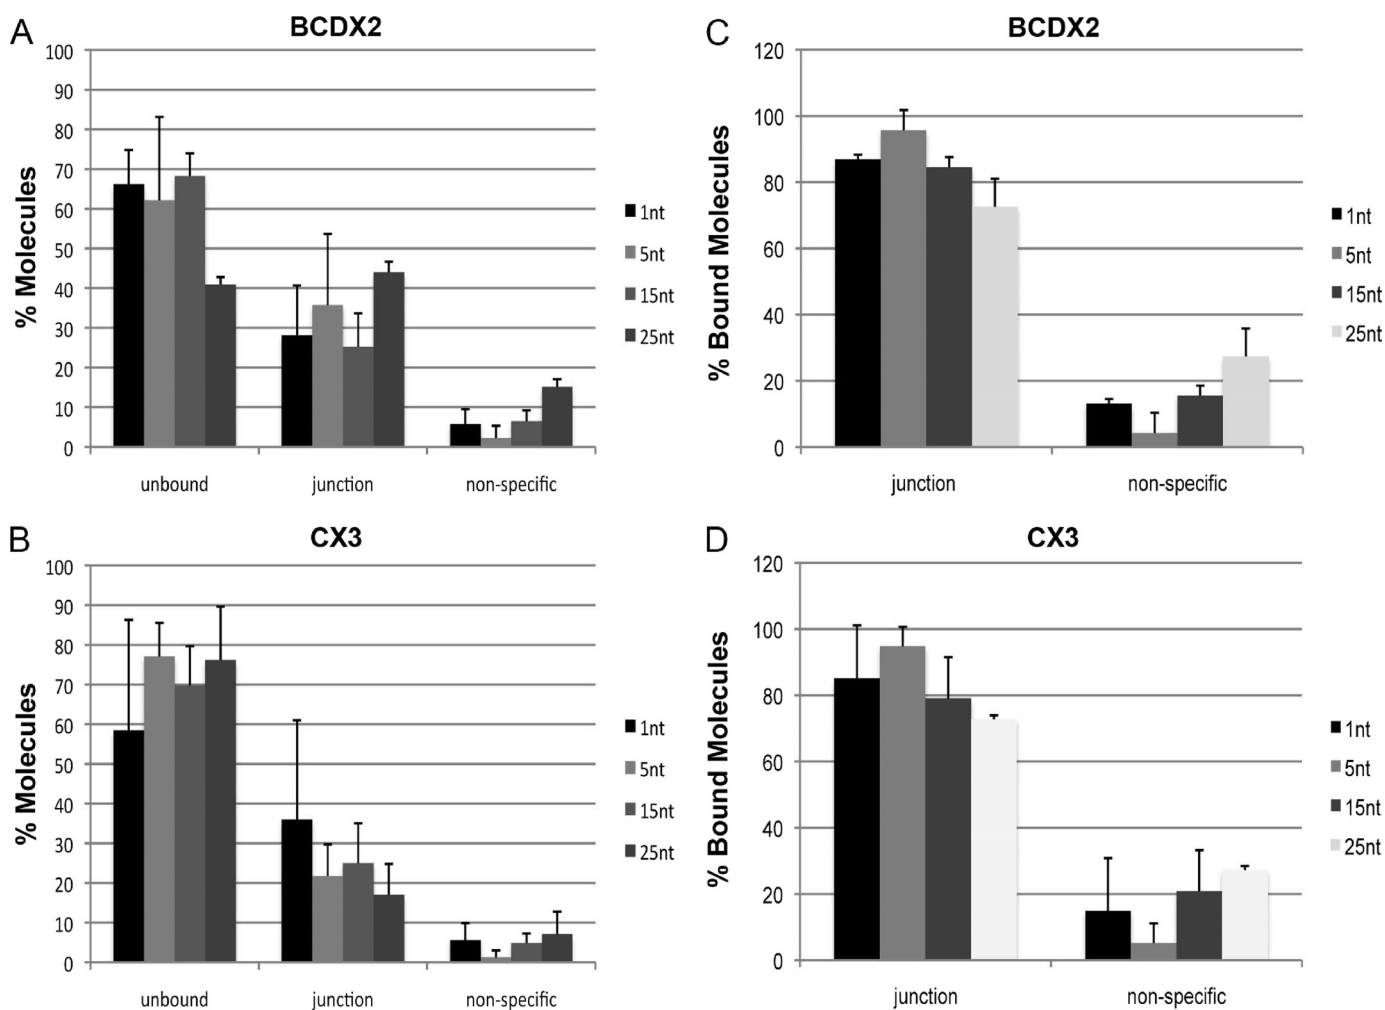 A
BCDX2
% Molecules
100
90
80
70
60
50
40
30
20
10
0
unbound junction non-specific
1nt
5nt
15nt
25nt
C
BCDX2
% Bound Molecules
120
100
80
60
40
20
0
junction non-specific
1nt
5nt
15nt
25nt
B
CX3
% Molecules
100
90
80
70
60
50
40
30
20
10
0
unbound junction non-specific
1nt
5nt
15nt
25nt
D
CX3
% Bound Molecules
120
100
80
60
40
20
0
junction non-specific
1nt
5nt
15nt
25nt